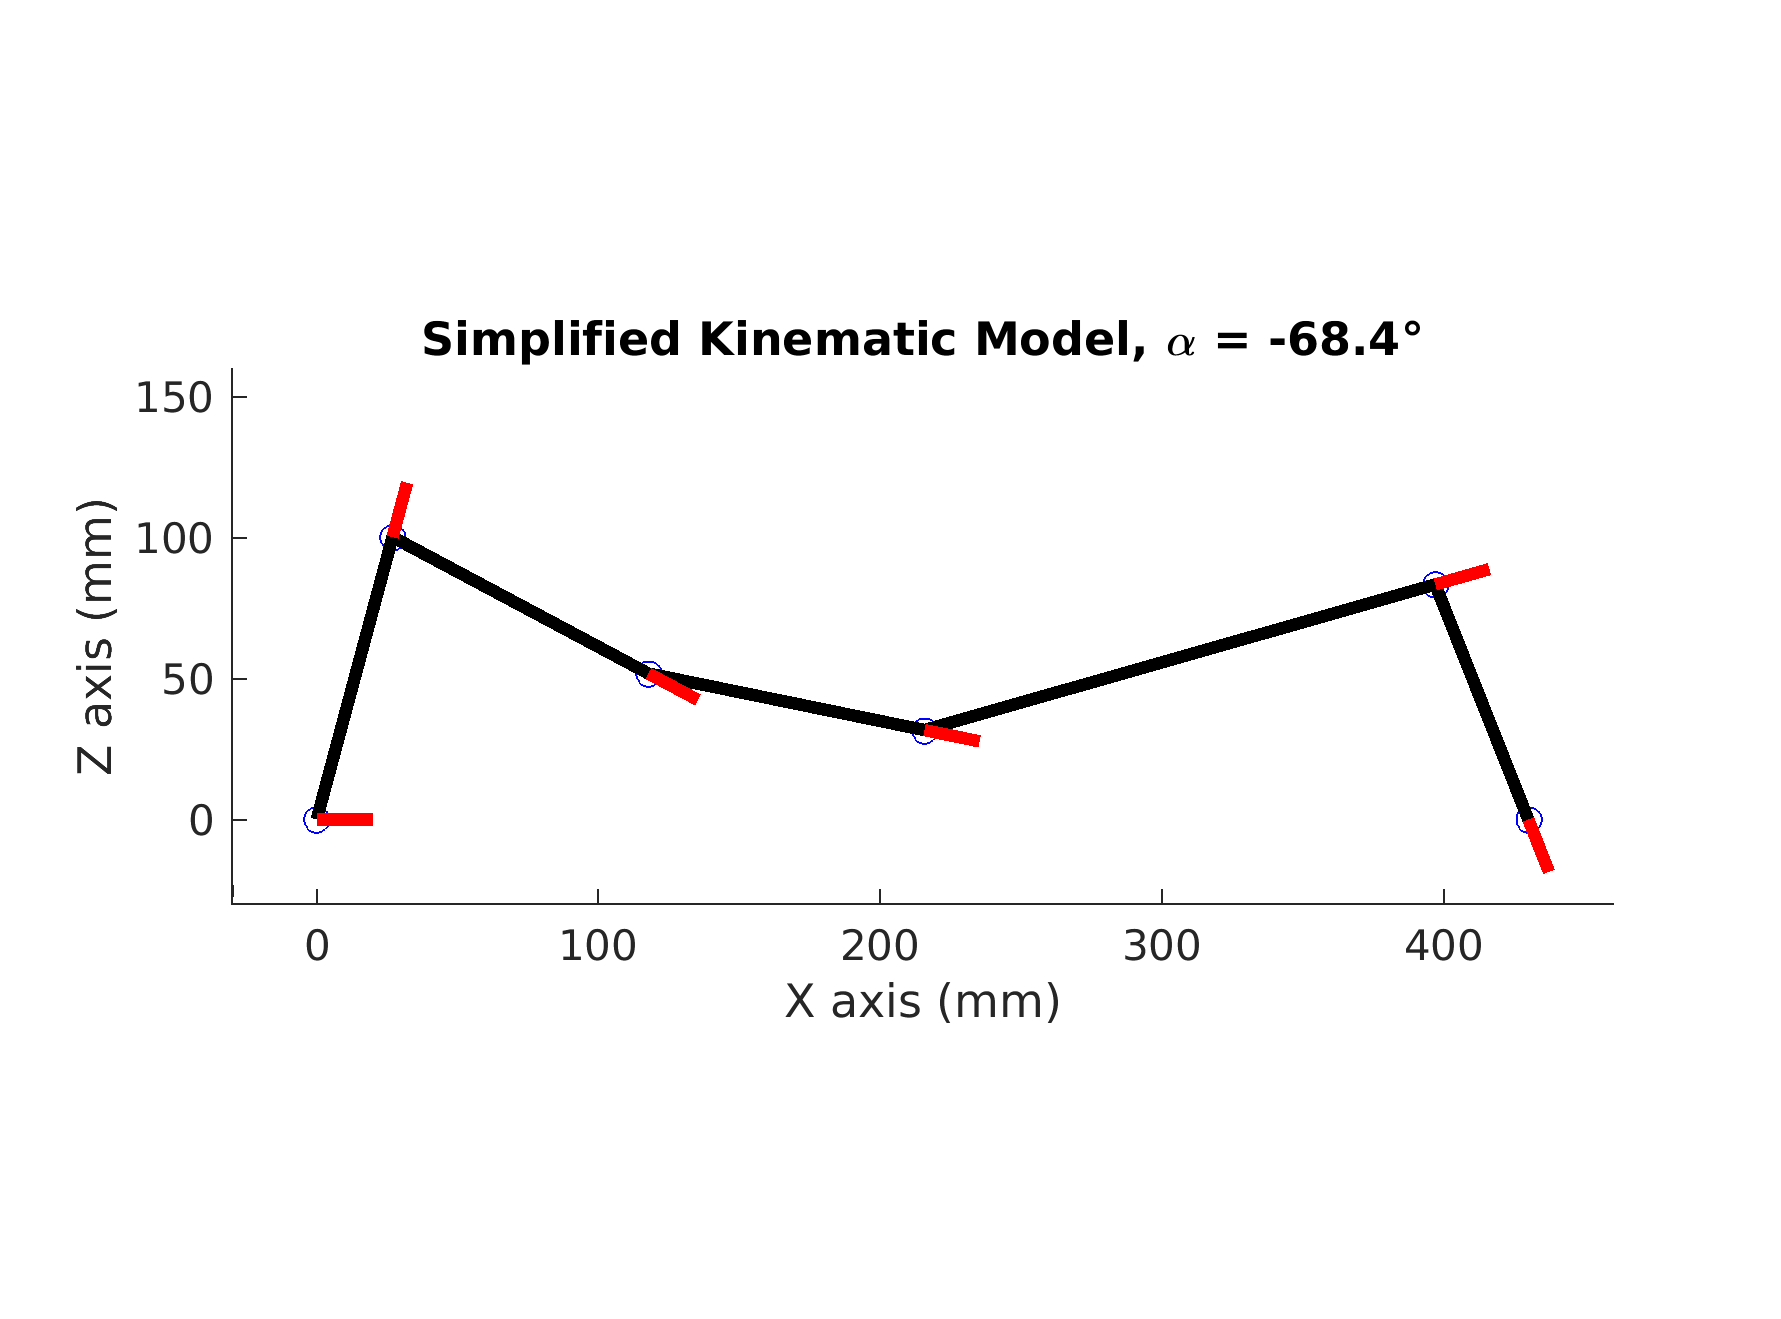 Simplified Kinematic Model, α = -68.4°
150
100
50
0
Z axis (mm)
0 100 200 300 400
X axis (mm)